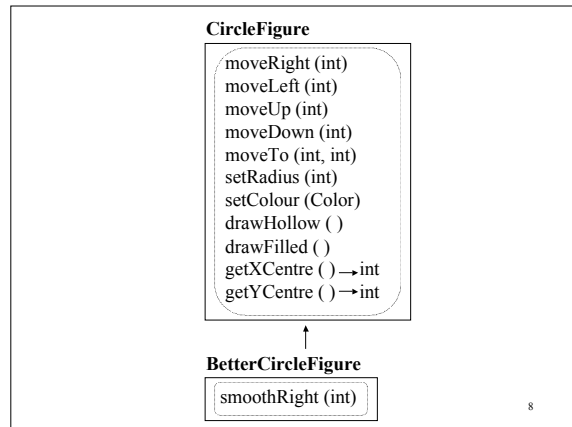 CircleFigure
moveRight (int)
moveLeft (int)
moveUp (int)
moveDown (int)
moveTo (int, int)
setRadius (int)
setColour (Color)
drawHollow ( )
drawFilled ( )
getXCentre ( ) → int
getYCentre ( ) → int
BetterCircleFigure
smoothRight (int)
8